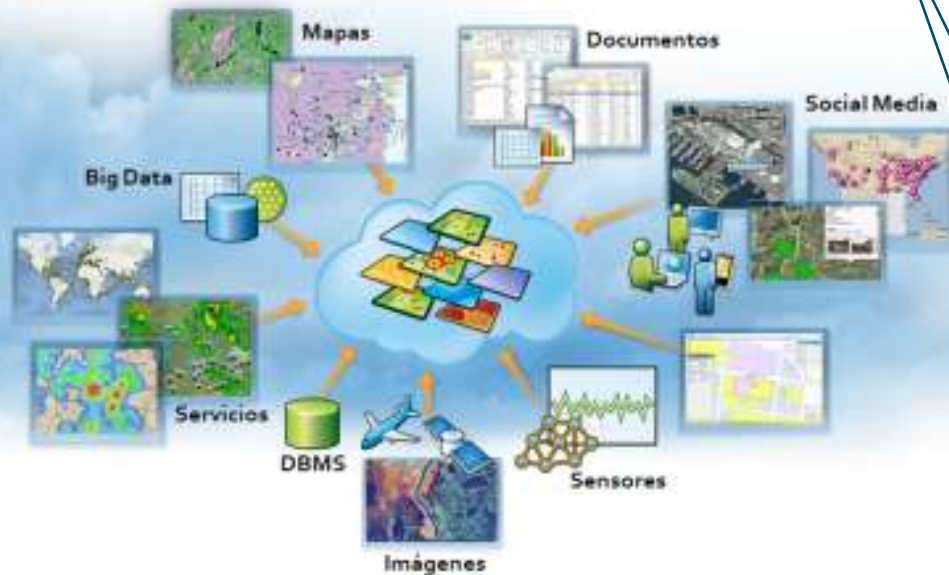 Mapas
Documentos
Social Media
Big Data
Servicios
DBMS
Sensores
Imágenes